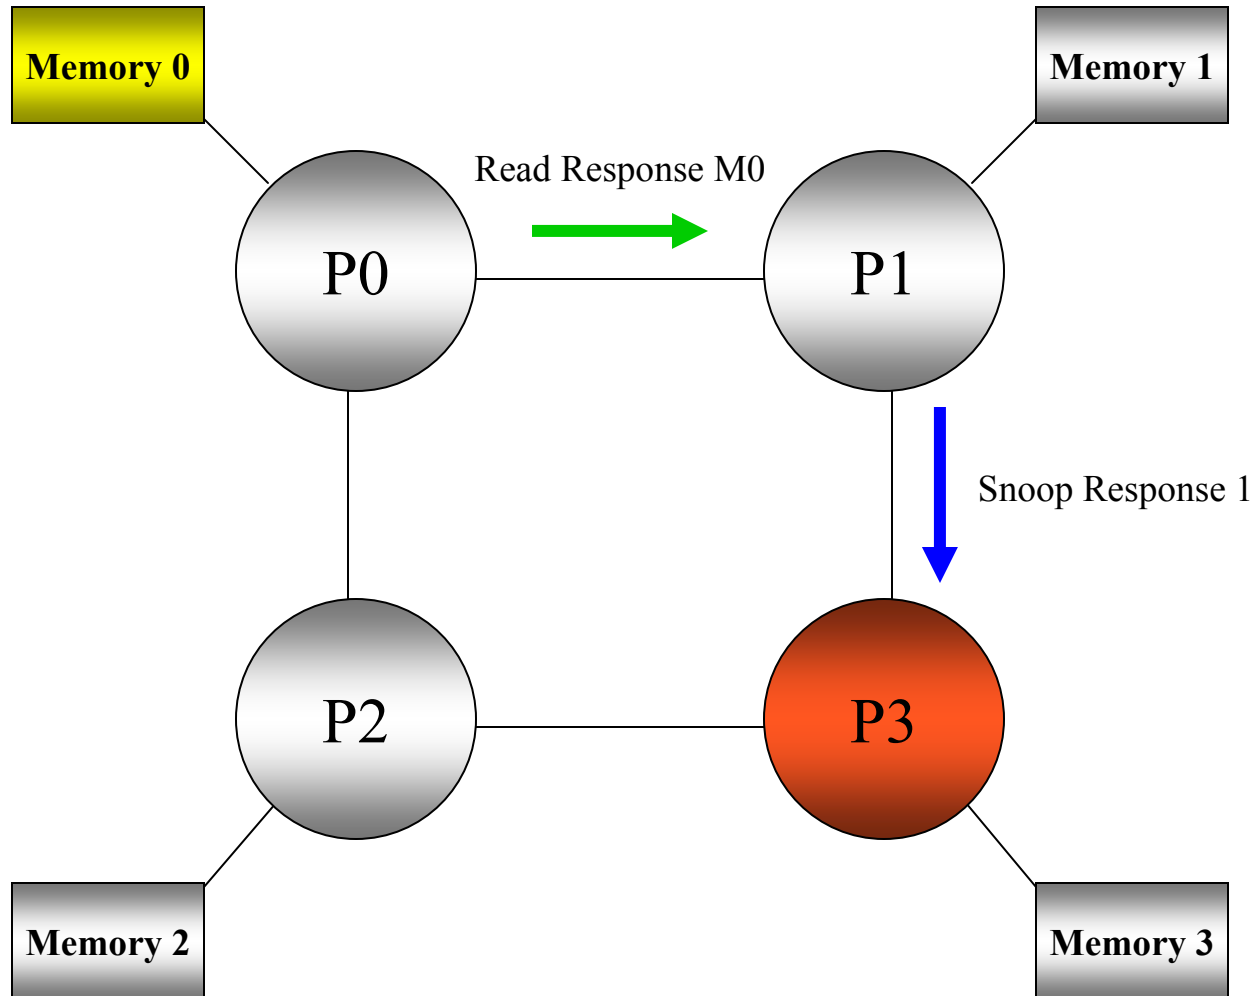 Memory 0
Memory 1
Read Response M0
P0
P1
Snoop Response 1
P2
P3
Memory 2
Memory 3